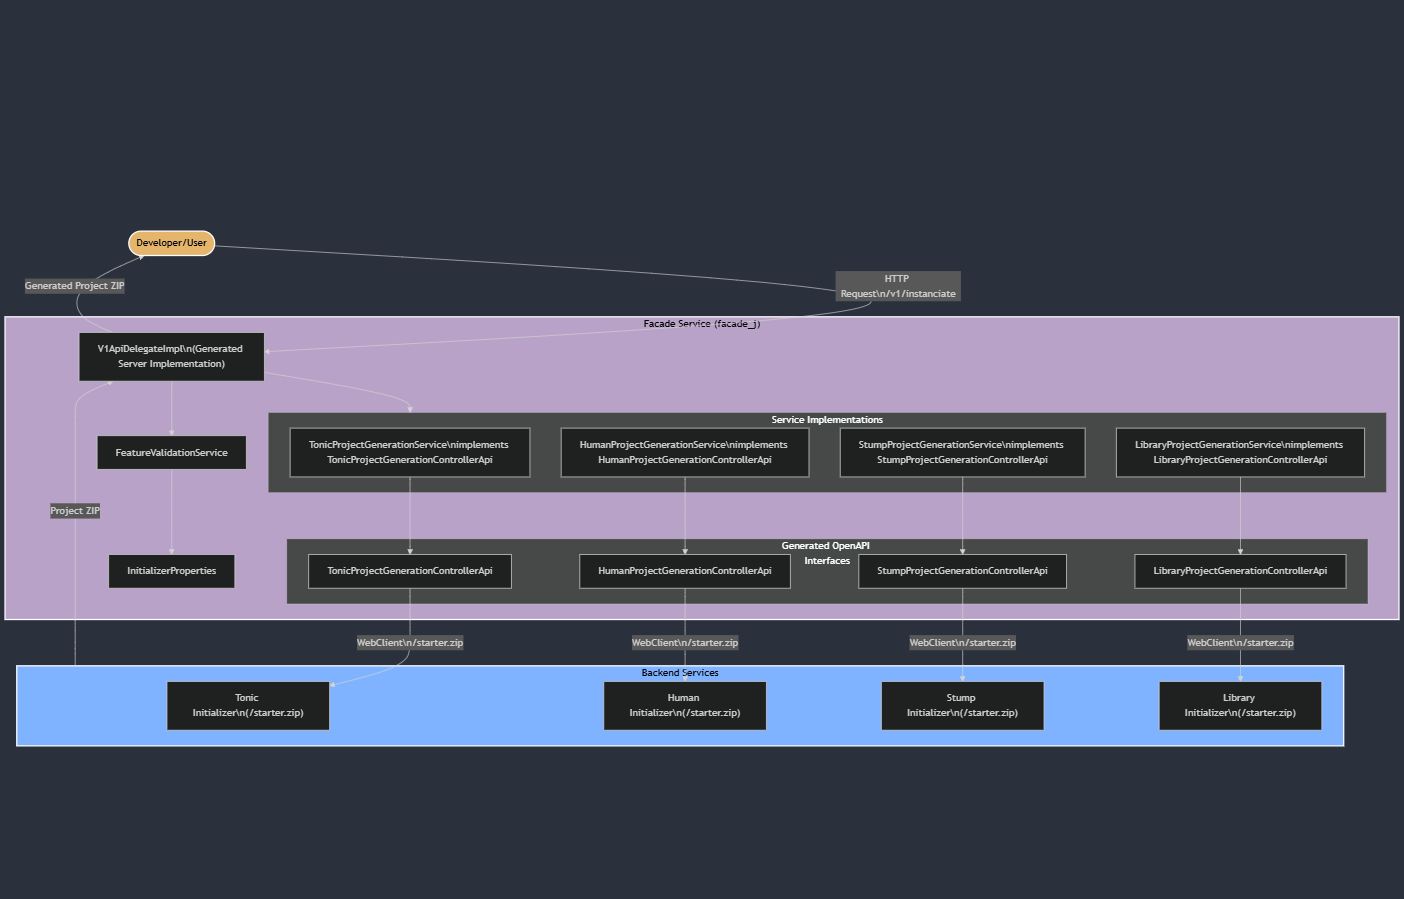 Developer/User
Generated Project ZIP
HTTP
Request\n/v1/instanciate
Facade Service (facade_j)
V1ApiDelegateImpl\n(Generated
Server Implementation)
Service Implementations
TonicProjectGenerationService\nimplements
TonicProjectGenerationControllerApi
HumanProjectGenerationService\nimplements
HumanProjectGenerationControllerApi
StumpProjectGenerationService\nimplements
StumpProjectGenerationControllerApi
LibraryProjectGenerationService\nimplements
LibraryProjectGenerationControllerApi
FeatureValidationService
Project ZIP
Generated OpenAPI
Interfaces
InitializerProperties
TonicProjectGenerationControllerApi
HumanProjectGenerationControllerApi
StumpProjectGenerationControllerApi
LibraryProjectGenerationControllerApi
WebClient\n/starter.zip
WebClient\n/starter.zip
WebClient\n/starter.zip
WebClient\n/starter.zip
Backend Services
Tonic
Initializer\n(/starter.zip)
Human
Initializer\n(/starter.zip)
Stump
Initializer\n(/starter.zip)
Library
Initializer\n(/starter.zip)